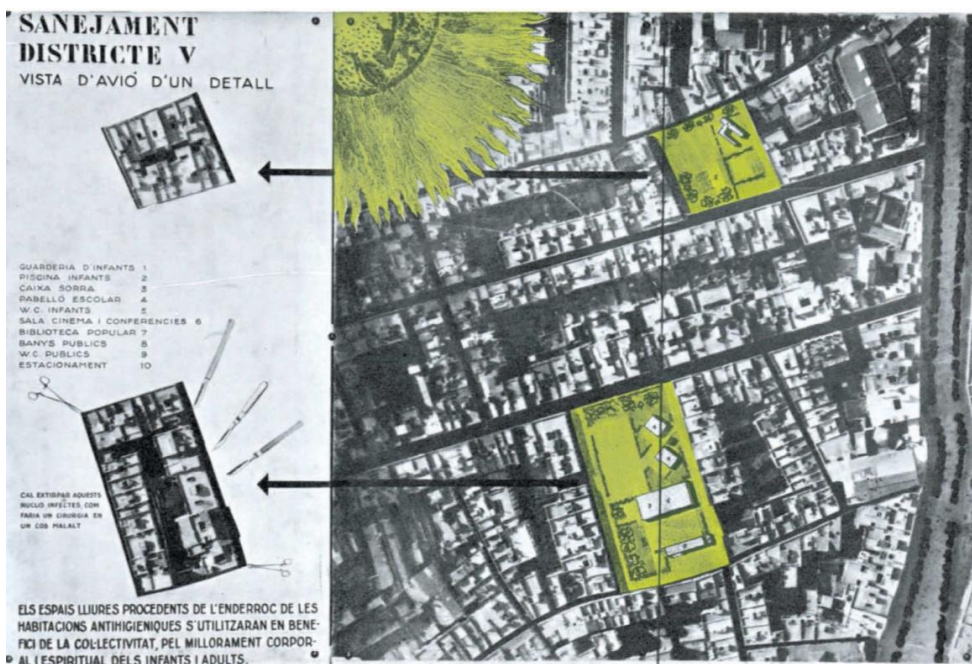 SANEJAMENT
DISTRICTE V
VISTA D'AVIÓ D'UN DETALL
GUARDERIA D'INFANTS 1
PISCINA INFANTS 2
CAIXA SORRA 3
PABELLÓ ESCOLAR 4
W.C. INFANTS 5
SALA CINEMA I CONFERENCIES 6
BIBLIOTECA POPULAR 7
BANYS PUBLICS 8
W.C. PUBLICS 9
ESTACIONAMENT 10
CAL EXTIRPAR AQUESTS
NUCLIS INFECTES, COM
FARIA UN CIRURGIA EN
UN COS MALALT
ELS ESPAIS LLIURES PROCEDENTS DE L'ENDERROC DE LES
HABITACIONS ANTIHIGIENIQUES S'UTILITZARAN EN BENE-
FICI DE LA COL·LECTIVITAT, PEL MILLORAMENT CORPOR-
AL I ESPIRITUAL DELS INFANTS I ADULTS.